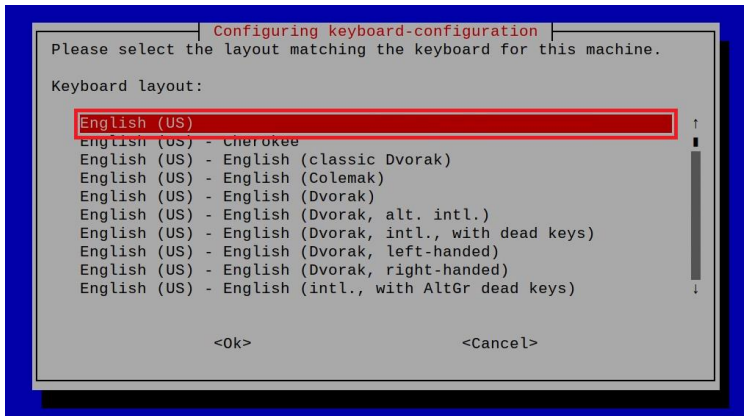 Configuring keyboard-configuration
Please select the layout matching the keyboard for this machine.
Keyboard layout:
English (US)
English (US) - Cherokee
English (US) - English (classic Dvorak)
English (US) - English (Colemak)
English (US) - English (Dvorak)
English (US) - English (Dvorak, alt. intl.)
English (US) - English (Dvorak, intl., with dead keys)
English (US) - English (Dvorak, left-handed)
English (US) - English (Dvorak, right-handed)
English (US) - English (intl., with AltGr dead keys)
<Ok> <Cancel>